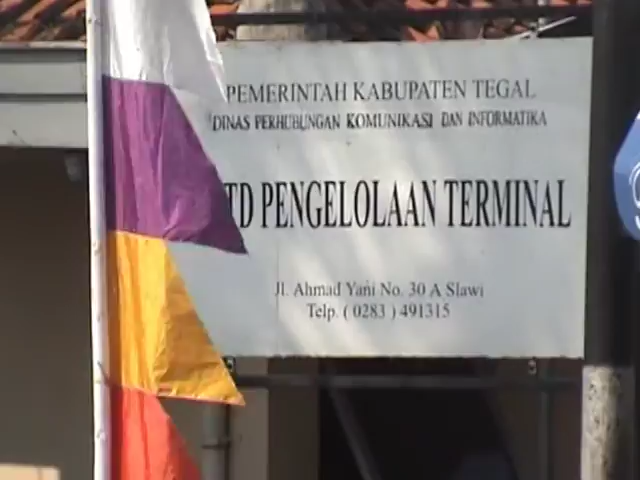 PEMERINTAH KABUPATEN TEGAL
DINAS PERHUBUNGAN KOMUNIKASI DAN INFORMATIKA
TD PENGELOLAAN TERMINAL
Jl. Ahmad Yani No. 30 A Slawi
Telp. ( 0283 ) 491315